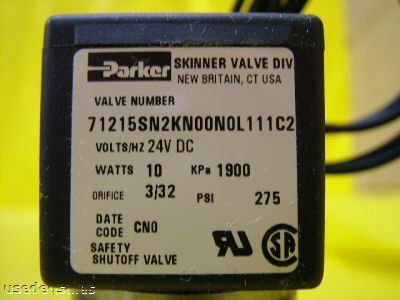 Parker SKINNER VALVE DIV
NEW BRITAIN, CT USA
VALVE NUMBER
71215SN2KN00N0L111C2
VOLTS/HZ 24V DC
WATTS 10 KPa 1900
ORIFICE 3/32 PSI 275
DATE CODE CN0
SAFETY
SHUTOFF VALVE